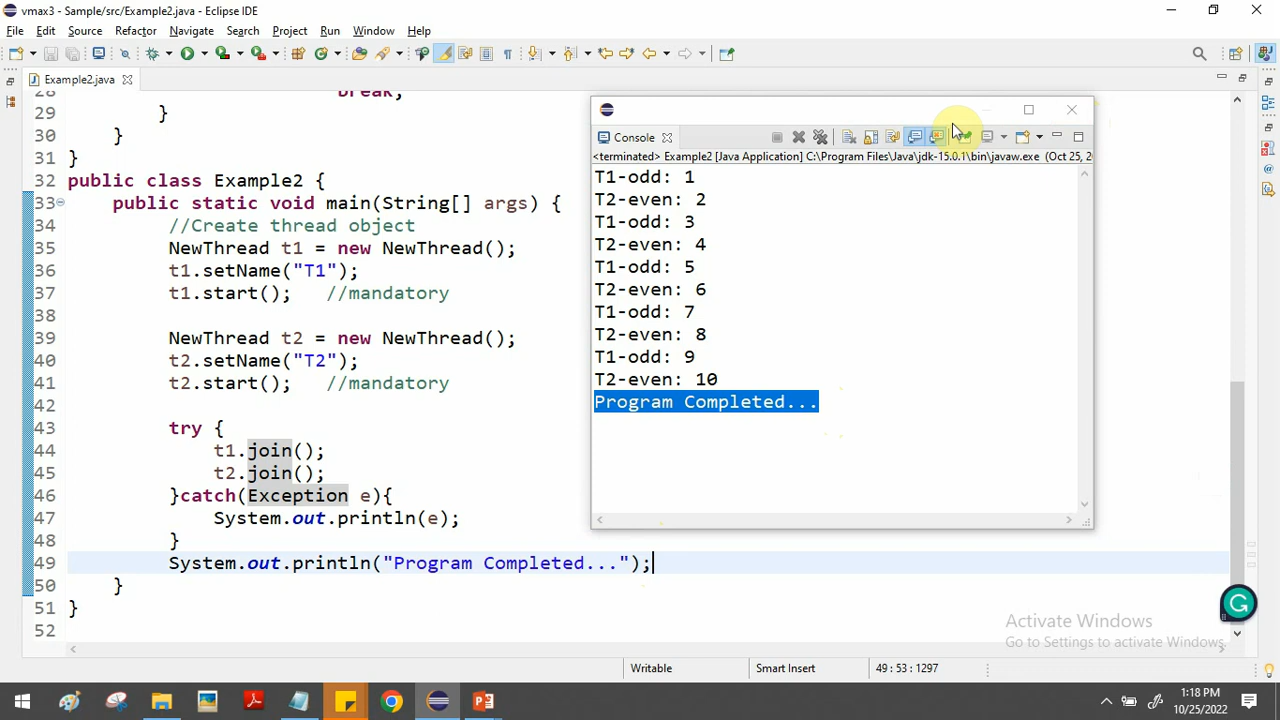 vmax3 - Sample/src/Example2.java - Eclipse IDE
File Edit Source Refactor Navigate Search Project Run Window Help
Example2.java
28 break;
29 }
30 }
31 }
32 public class Example2 {
33 public static void main(String[] args) {
34 //Create thread object
35 NewThread t1 = new NewThread();
36 t1.setName("T1");
37 t1.start(); //mandatory
38
39 NewThread t2 = new NewThread();
40 t2.setName("T2");
41 t2.start(); //mandatory
42
43 try {
44 t1.join();
45 t2.join();
46 }catch(Exception e){
47 System.out.println(e);
48 }
49 System.out.println("Program Completed...");
50 }
51 }
52
Console
<terminated> Example2 [Java Application] C:\Program Files\Java\jdk-15.0.1\bin\javaw.exe (Oct 25, 2
T1-odd: 1
T2-even: 2
T1-odd: 3
T2-even: 4
T1-odd: 5
T2-even: 6
T1-odd: 7
T2-even: 8
T1-odd: 9
T2-even: 10
Program Completed...
Activate Windows
Go to Settings to activate Windows.
Writable Smart Insert 49 : 53 : 1297
1:18 PM
10/25/2022